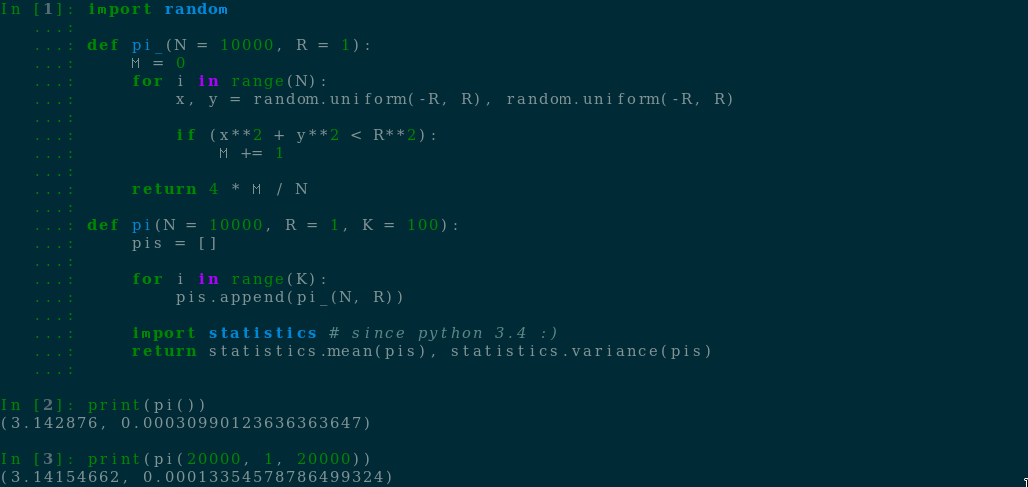 In [1]: import random
   ...:
   ...: def pi_(N = 10000, R = 1):
   ...:     M = 0
   ...:     for i in range(N):
   ...:         x, y = random.uniform(-R, R), random.uniform(-R, R)
   ...:
   ...:         if (x**2 + y**2 < R**2):
   ...:             M += 1
   ...:
   ...:     return 4 * M / N
   ...:
   ...: def pi(N = 10000, R = 1, K = 100):
   ...:     pis = []
   ...:
   ...:     for i in range(K):
   ...:         pis.append(pi_(N, R))
   ...:
   ...:     import statistics # since python 3.4 :)
   ...:     return statistics.mean(pis), statistics.variance(pis)
   ...:
In [2]: print(pi())
(3.142876, 0.00030990123636363647)
In [3]: print(pi(20000, 1, 20000))
(3.14154662, 0.00013354578786499324)